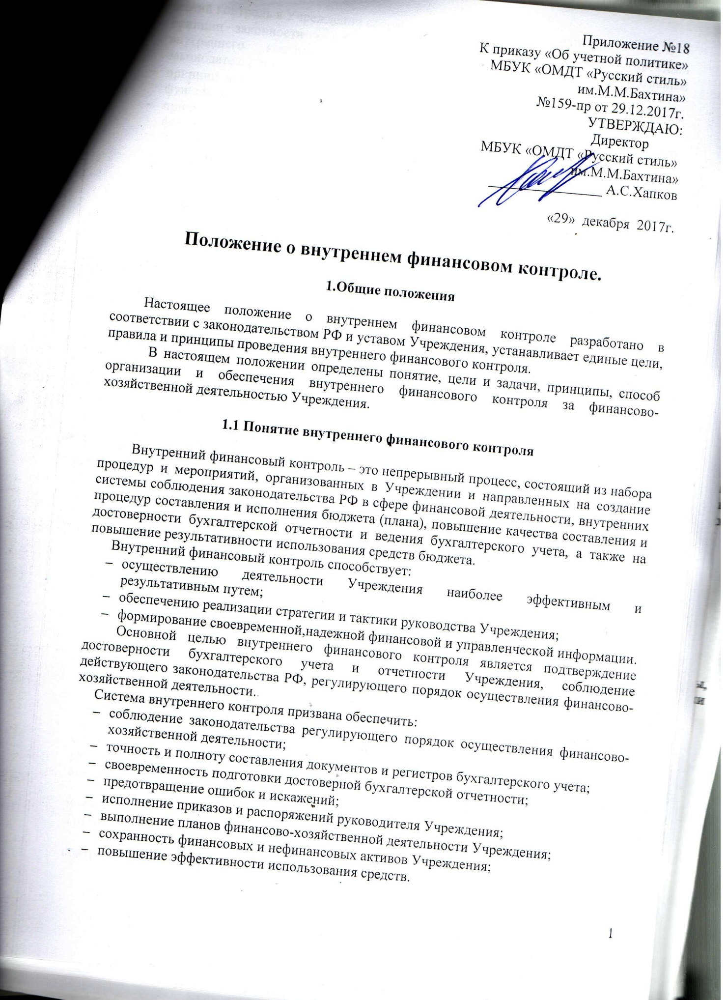 Приложение №18
К приказу «Об учетной политике»
МБУК «ОМДТ «Русский стиль»
им.М.М.Бахтина»
№159-пр от 29.12.2017г.
УТВЕРЖДАЮ:
Директор
МБУК «ОМДТ «Русский стиль»
им.М.М.Бахтина»
________________ А.С.Хапков
«29» декабря 2017г.
Положение о внутреннем финансовом контроле.
1.Общие положения
Настоящее положение о внутреннем финансовом контроле разработано в
соответствии с законодательством РФ и уставом Учреждения, устанавливает единые цели,
правила и принципы проведения внутреннего финансового контроля.
В настоящем положении определены понятие, цели и задачи, принципы, способ
организации и обеспечения внутреннего финансового контроля за финансово-
хозяйственной деятельностью Учреждения.
1.1 Понятие внутреннего финансового контроля
Внутренний финансовый контроль – это непрерывный процесс, состоящий из набора
процедур и мероприятий, организованных в Учреждении и направленных на создание
системы соблюдения законодательства РФ в сфере финансовой деятельности, внутренних
процедур составления и исполнения бюджета (плана), повышение качества составления и
достоверности бухгалтерской отчетности и ведения бухгалтерского учета, а также на
повышение результативности использования средств бюджета.
Внутренний финансовый контроль способствует:
– осуществлению деятельности Учреждения наиболее эффективным и
результативным путем;
– обеспечению реализации стратегии и тактики руководства Учреждения;
– формирование своевременной,надежной финансовой и управленческой информации.
Основной целью внутреннего финансового контроля является подтверждение
достоверности бухгалтерского учета и отчетности Учреждения, соблюдение
действующего законодательства РФ, регулирующего порядок осуществления финансово-
хозяйственной деятельности.
Система внутреннего контроля призвана обеспечить:
– соблюдение законодательства регулирующего порядок осуществления финансово-
хозяйственной деятельности;
– точность и полноту составления документов и регистров бухгалтерского учета;
– своевременность подготовки достоверной бухгалтерской отчетности;
– предотвращение ошибок и искажений;
– исполнение приказов и распоряжений руководителя Учреждения;
– выполнение планов финансово-хозяйственной деятельности Учреждения;
– сохранность финансовых и нефинансовых активов Учреждения;
– повышение эффективности использования средств.
1